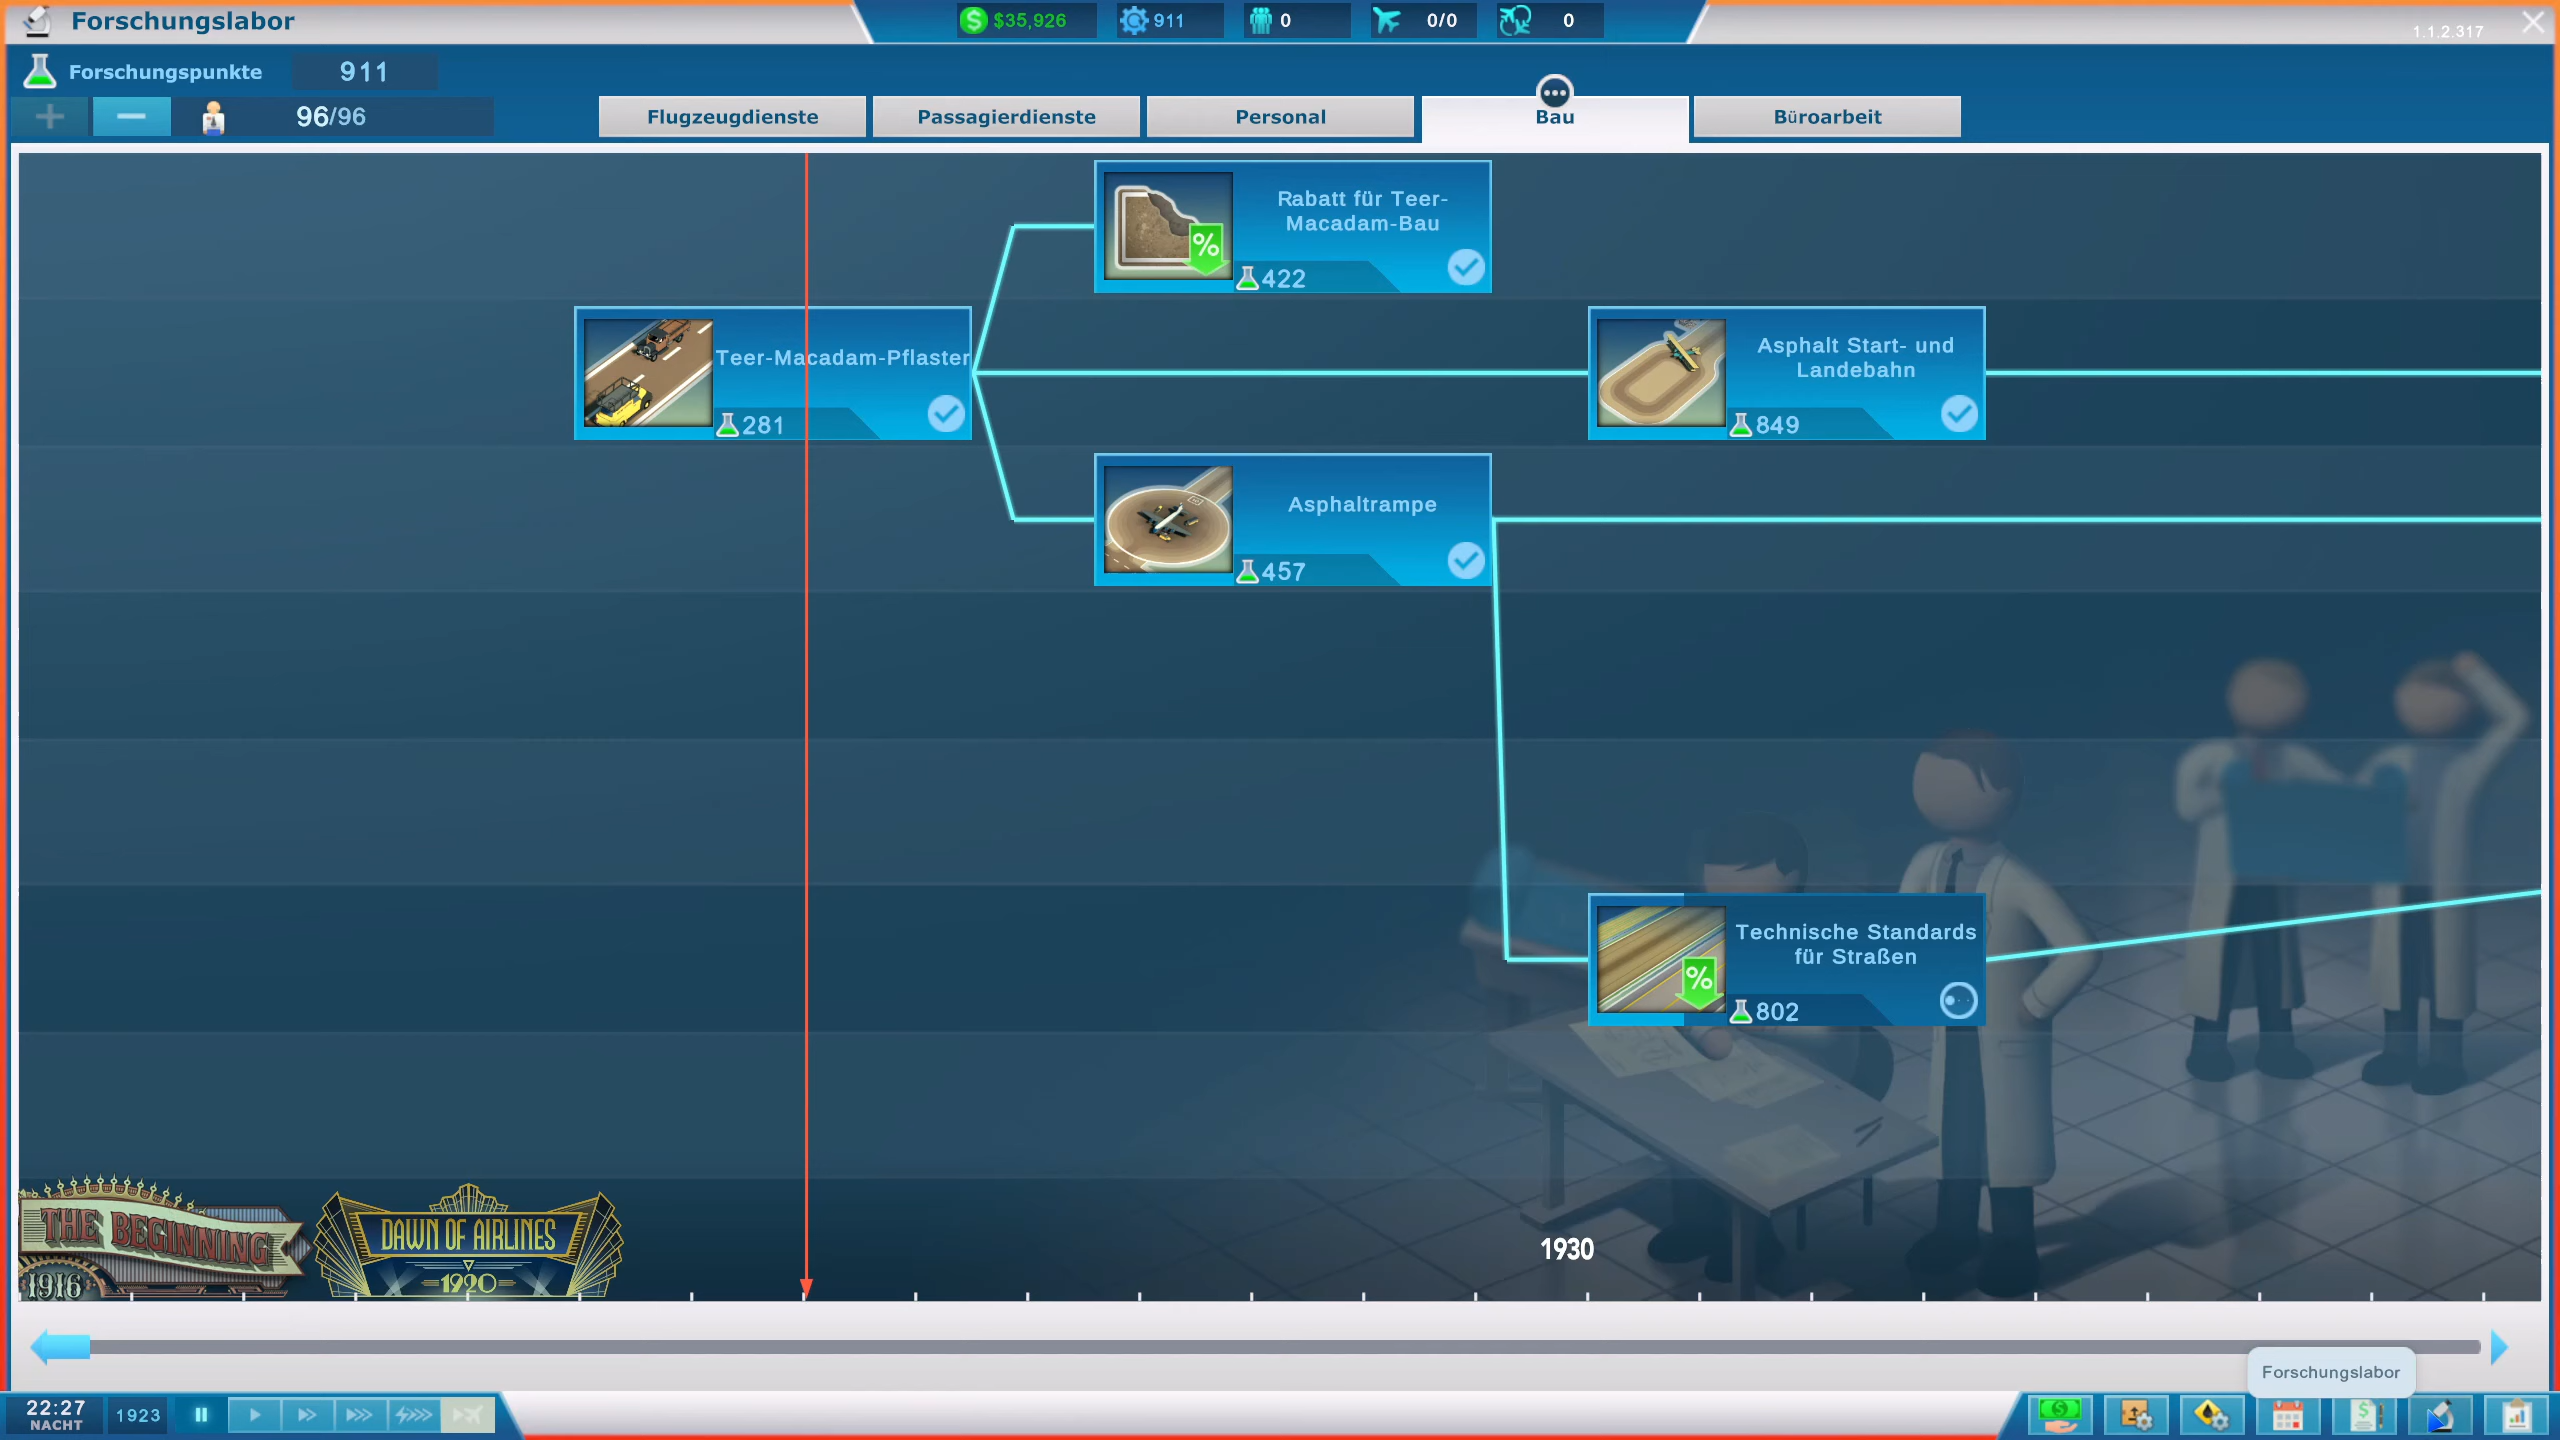 Forschungslabor
$35,926
911
0
0/0
0
1.1.2.317
Forschungspunkte
911
96/96
Flugzeugdienste
Passagierdienste
Personal
Bau
Büroarbeit
Rabatt für Teer-
Macadam-Bau
%
422
Teer-Macadam-Pflaster
281
Asphalt Start- und
Landebahn
849
Asphaltrampe
457
Technische Standards
für Straßen
%
802
THE BEGINNING
1916
DAWN OF AIRLINES
1920
1930
Forschungslabor
22:27
NACHT
1923